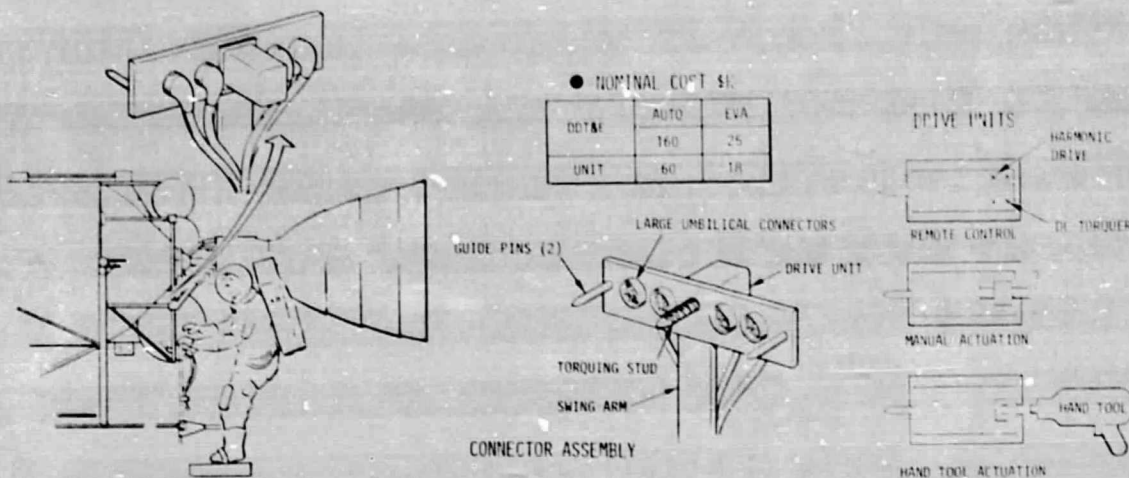 ● NOMINAL COST $K
DDT&E AUTO EVA
160 25
UNIT 60 18
DRIVE UNITS
HARMONIC
DRIVE
DC TORQUER
REMOTE CONTROL
MANUAL ACTUATION
HAND TOOL
HAND TOOL ACTUATION
LARGE UMBILICAL CONNECTORS
GUIDE PINS (2)
DRIVE UNIT
TORQUING STUD
SWING ARM
CONNECTOR ASSEMBLY